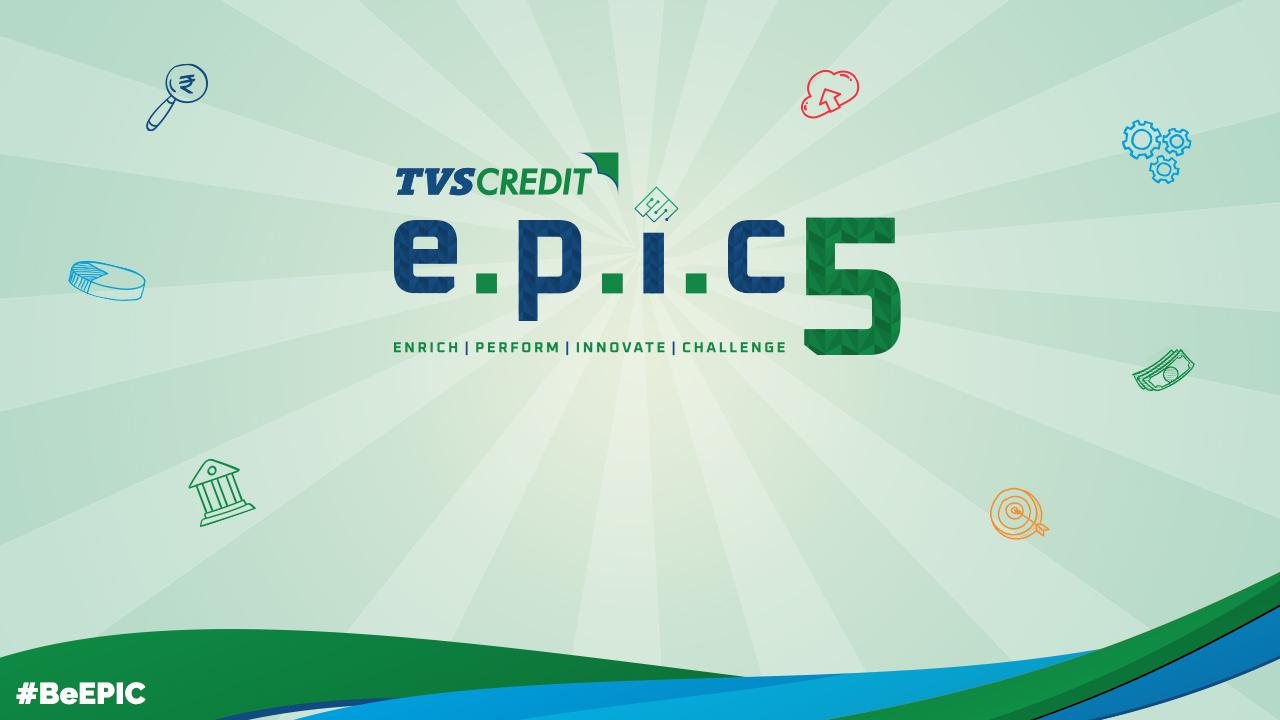 TVS CREDIT
e.p.i.c 5
ENRICH | PERFORM | INNOVATE | CHALLENGE
₹
#BeEPIC